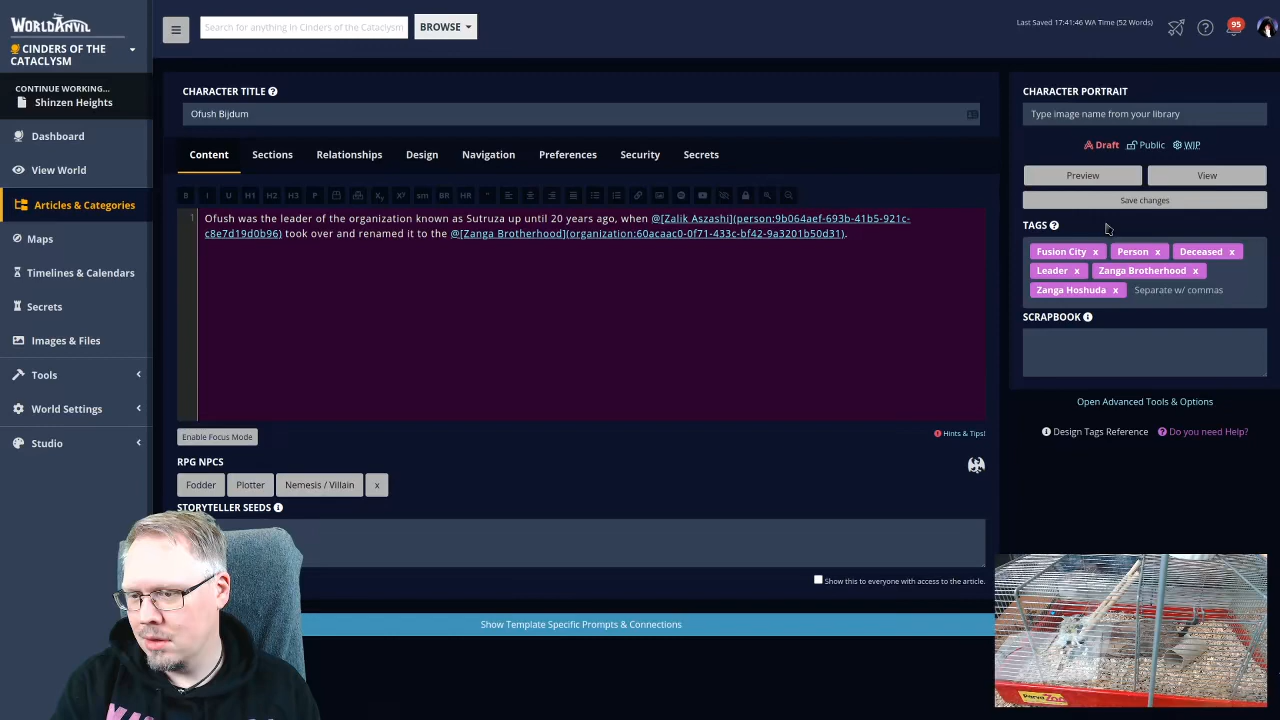 WORLDANVIL
CINDERS OF THE
CATACLYSM
CONTINUE WORKING...
Shinzen Heights
Dashboard
View World
Articles & Categories
Maps
Timelines & Calendars
Secrets
Images & Files
Tools
World Settings
Studio
Search for anything in Cinders of the Cataclysm
BROWSE
Last Saved 17:41:46 WA Time (52 Words)
95
CHARACTER TITLE
Ofush Bijdum
Content
Sections
Relationships
Design
Navigation
Preferences
Security
Secrets
B I U H1 H2 H3 P X² sm BR HR "
1
Ofush was the leader of the organization known as Sutruza up until 20 years ago, when @[Zalik Aszashi](person:9b064aef-693b-41b5-921c-
c8e7d19d0b96) took over and renamed it to the @[Zanga Brotherhood](organization:60acaac0-0f71-433c-bf42-9a3201b50d31).
Enable Focus Mode
Hints & Tips!
RPG NPCS
Fodder
Plotter
Nemesis / Villain
x
STORYTELLER SEEDS
Show this to everyone with access to the article.
Show Template Specific Prompts & Connections
CHARACTER PORTRAIT
Type image name from your library
Draft
Public
WIP
Preview
View
Save changes
TAGS
Fusion City x
Person x
Deceased x
Leader x
Zanga Brotherhood x
Zanga Hoshuda x
Separate w/ commas
SCRAPBOOK
Open Advanced Tools & Options
Design Tags Reference
Do you need Help?